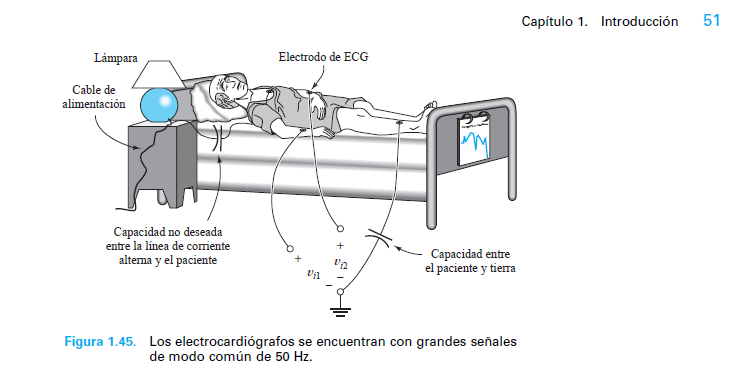 Capítulo 1. Introducción 51
Lámpara
Electrodo de ECG
Cable de
alimentación
Capacidad no deseada
entre la línea de corriente
alterna y el paciente
+
+
vi1
vi2
−
−
Capacidad entre
el paciente y tierra
Figura 1.45. Los electrocardiógrafos se encuentran con grandes señales
de modo común de 50 Hz.